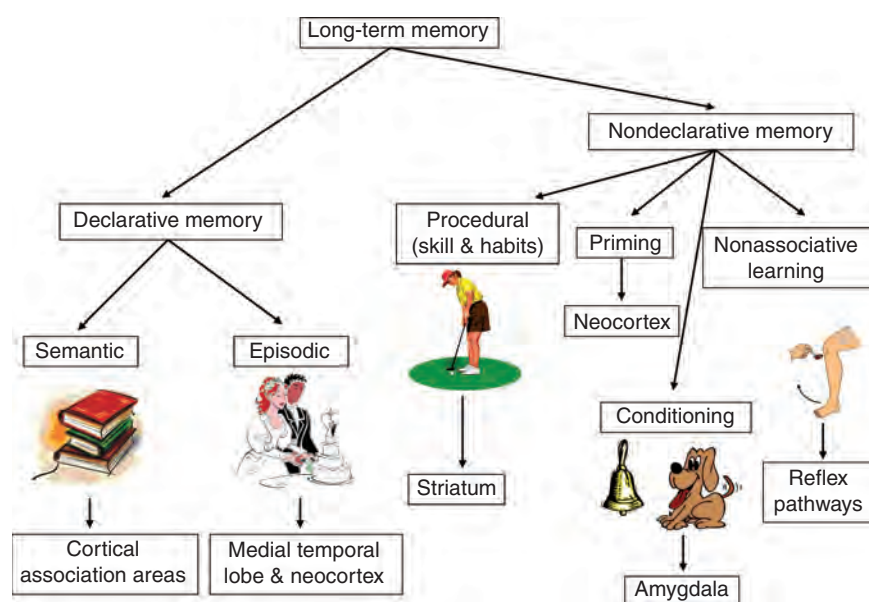 Long-term memory
Nondeclarative memory
Declarative memory
Procedural
(skill & habits)
Priming
Nonassociative
learning
Neocortex
Semantic
Episodic
Conditioning
Striatum
Reflex
pathways
Cortical
association areas
Medial temporal
lobe & neocortex
Amygdala